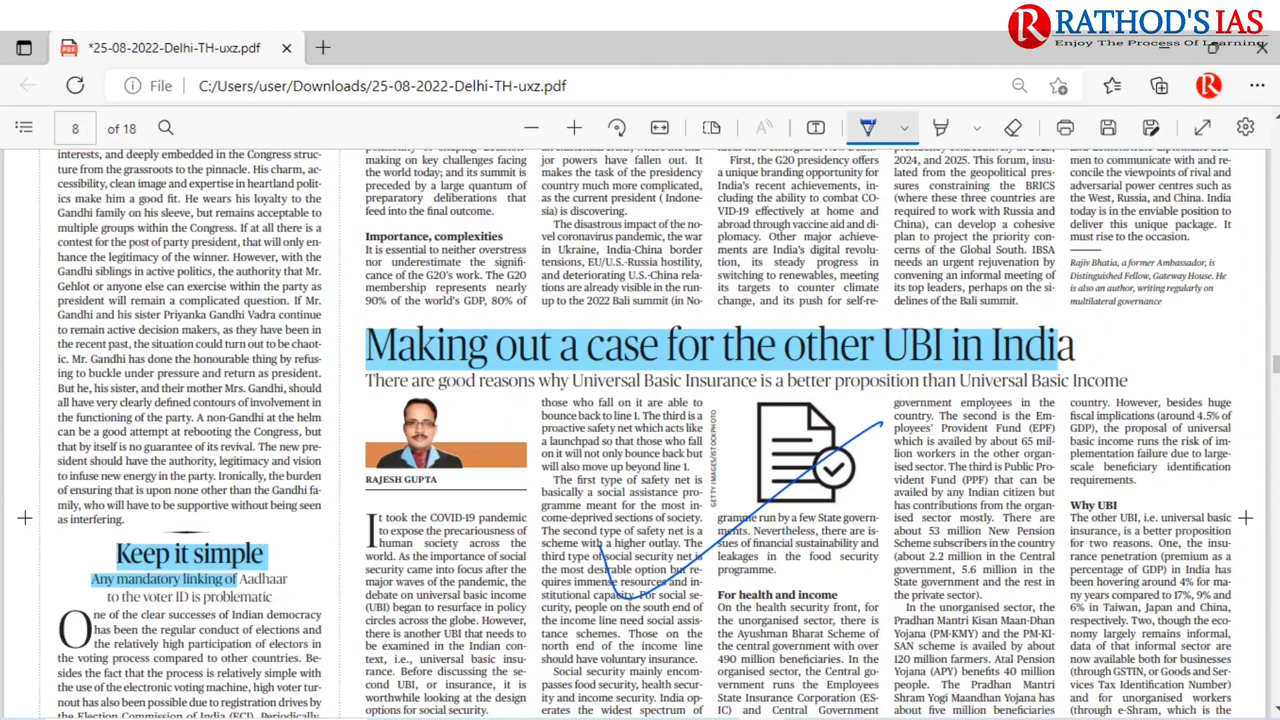 RATHOD'S IAS
Enjoy The Process Of Learning
*25-08-2022-Delhi-TH-uxz.pdf
File
C:/Users/user/Downloads/25-08-2022-Delhi-TH-uxz.pdf
8 of 18
interests, and deeply embedded in the Congress struc-
ture from the grassroots to the pinnacle. His charm, ac-
cessibility, clean image and expertise in heartland polit-
ics make him a good fit. He wears his loyalty to the
Gandhi family on his sleeve, but remains acceptable to
multiple groups within the Congress. If at all there is a
contest for the post of party president, that will only en-
hance the legitimacy of the winner. However, with the
Gandhi siblings in active politics, the authority that Mr.
Gehlot or anyone else can exercise within the party as
president will remain a complicated question. If Mr.
Gandhi and his sister Priyanka Gandhi Vadra continue
to remain active decision makers, as they have been in
the recent past, the situation could turn out to be chaot-
ic. Mr. Gandhi has done the honourable thing by refus-
ing to buckle under pressure and return as president.
But he, his sister, and their mother Mrs. Gandhi, should
all have very clearly defined contours of involvement in
the functioning of the party. A non-Gandhi at the helm
can be a good attempt at rebooting the Congress, but
that by itself is no guarantee of its revival. The new pre-
sident should have the authority, legitimacy and vision
to infuse new energy in the party. Ironically, the burden
of ensuring that is upon none other than the Gandhi fa-
mily, who will have to be supportive without being seen
as interfering.
Keep it simple
Any mandatory linking of Aadhaar
to the voter ID is problematic
One of the clear successes of Indian democracy
has been the regular conduct of elections and
the relatively high participation of electors in
the voting process compared to other countries. Be-
sides the fact that the process is relatively simple with
the use of the electronic voting machine, high voter tur-
nout has also been possible due to registration drives by
the Election Commission of India (ECI). Periodically,
making on key challenges facing
the world today; and its summit is
preceded by a large quantum of
preparatory deliberations that
feed into the final outcome.
Importance, complexities
It is essential to neither overstress
nor underestimate the signifi-
cance of the G20's work. The G20
membership represents nearly
90% of the world's GDP, 80% of
jor powers have fallen out. It
makes the task of the presidency
country much more complicated,
as the current president ( Indone-
sia) is discovering.
The disastrous impact of the no-
vel coronavirus pandemic, the war
in Ukraine, India-China border
tensions, EU/U.S.-Russia hostility,
and deteriorating U.S.-China rela-
tions are already visible in the run-
up to the 2022 Bali summit (in No-
First, the G20 presidency offers
a unique branding opportunity for
India's recent achievements, in-
cluding the ability to combat CO-
VID-19 effectively at home and
abroad through vaccine aid and di-
plomacy. Other major achieve-
ments are India's digital revolu-
tion, its steady progress in
switching to renewables, meeting
its targets to counter climate
change, and its push for self-re-
2024, and 2025. This forum, insu-
lated from the geopolitical pres-
sures constraining the BRICS
(where these three countries are
required to work with Russia and
China), can develop a cohesive
plan to project the priority con-
cerns of the Global South. IBSA
needs an urgent rejuvenation by
convening an informal meeting of
its top leaders, perhaps on the si-
delines of the Bali summit.
men to communicate with and re-
concile the viewpoints of rival and
adversarial power centres such as
the West, Russia, and China. India
today is in the enviable position to
deliver this unique package. It
must rise to the occasion.
Rajiv Bhatia, a former Ambassador, is
Distinguished Fellow, Gateway House. He
is also an author, writing regularly on
multilateral governance
Making out a case for the other UBI in India
There are good reasons why Universal Basic Insurance is a better proposition than Universal Basic Income
RAJESH GUPTA
It took the COVID-19 pandemic
to expose the precariousness of
human society across the
world. As the importance of social
security came into focus after the
major waves of the pandemic, the
debate on universal basic income
(UBI) began to resurface in policy
circles across the globe. However,
there is another UBI that needs to
be examined in the Indian con-
text, i.e., universal basic insu-
rance. Before discussing the se-
cond UBI, or insurance, it is
worthwhile looking at the design
options for social security.
those who fall on it are able to
bounce back to line 1. The third is a
proactive safety net which acts like
a launchpad so that those who fall
on it will not only bounce back but
will also move up beyond line 1.
The first type of safety net is
basically a social assistance pro-
gramme meant for the most in-
come-deprived sections of society.
The second type of safety net is a
scheme with a higher outlay. The
third type of social security net is
the most desirable option but re-
quires immense resources and in-
stitutional capacity. For social se-
curity, people on the south end of
the income line need social assis-
tance schemes. Those on the
north end of the income line
should have voluntary insurance.
Social security mainly encom-
passes food security, health secur-
ity and income security. India op-
erates the widest spectrum of
GETTY IMAGES/ISTOCKPHOTO
gramme run by a few State govern-
ments. Nevertheless, there are is-
sues of financial sustainability and
leakages in the food security
programme.
For health and income
On the health security front, for
the unorganised sector, there is
the Ayushman Bharat Scheme of
the central government with over
490 million beneficiaries. In the
organised sector, the Central go-
vernment runs the Employees
State Insurance Corporation (ES-
IC) and Central Government
government employees in the
country. The second is the Em-
ployees' Provident Fund (EPF)
which is availed by about 65 mil-
lion workers in the other organ-
ised sector. The third is Public Pro-
vident Fund (PPF) that can be
availed by any Indian citizen but
has contributions from the organ-
ised sector mostly. There are
about 53 million New Pension
Scheme subscribers in the country
(about 2.2 million in the Central
government, 5.6 million in the
State government and the rest in
the private sector).
In the unorganised sector, the
Pradhan Mantri Kisan Maan-Dhan
Yojana (PM-KMY) and the PM-KI-
SAN scheme is availed by about
120 million farmers. Atal Pension
Yojana (APY) benefits 40 million
people. The Pradhan Mantri
Shram Yogi Maandhan Yojana has
about five million beneficiaries
country. However, besides huge
fiscal implications (around 4.5% of
GDP), the proposal of universal
basic income runs the risk of im-
plementation failure due to large-
scale beneficiary identification
requirements.
Why UBI
The other UBI, i.e. universal basic
insurance, is a better proposition
for two reasons. One, the insu-
rance penetration (premium as a
percentage of GDP) in India has
been hovering around 4% for ma-
ny years compared to 17%, 9% and
6% in Taiwan, Japan and China,
respectively. Two, though the eco-
nomy largely remains informal,
data of that informal sector are
now available both for businesses
(through GSTIN, or Goods and Ser-
vices Tax Identification Number)
and for unorganised workers
(through e-Shram, which is the